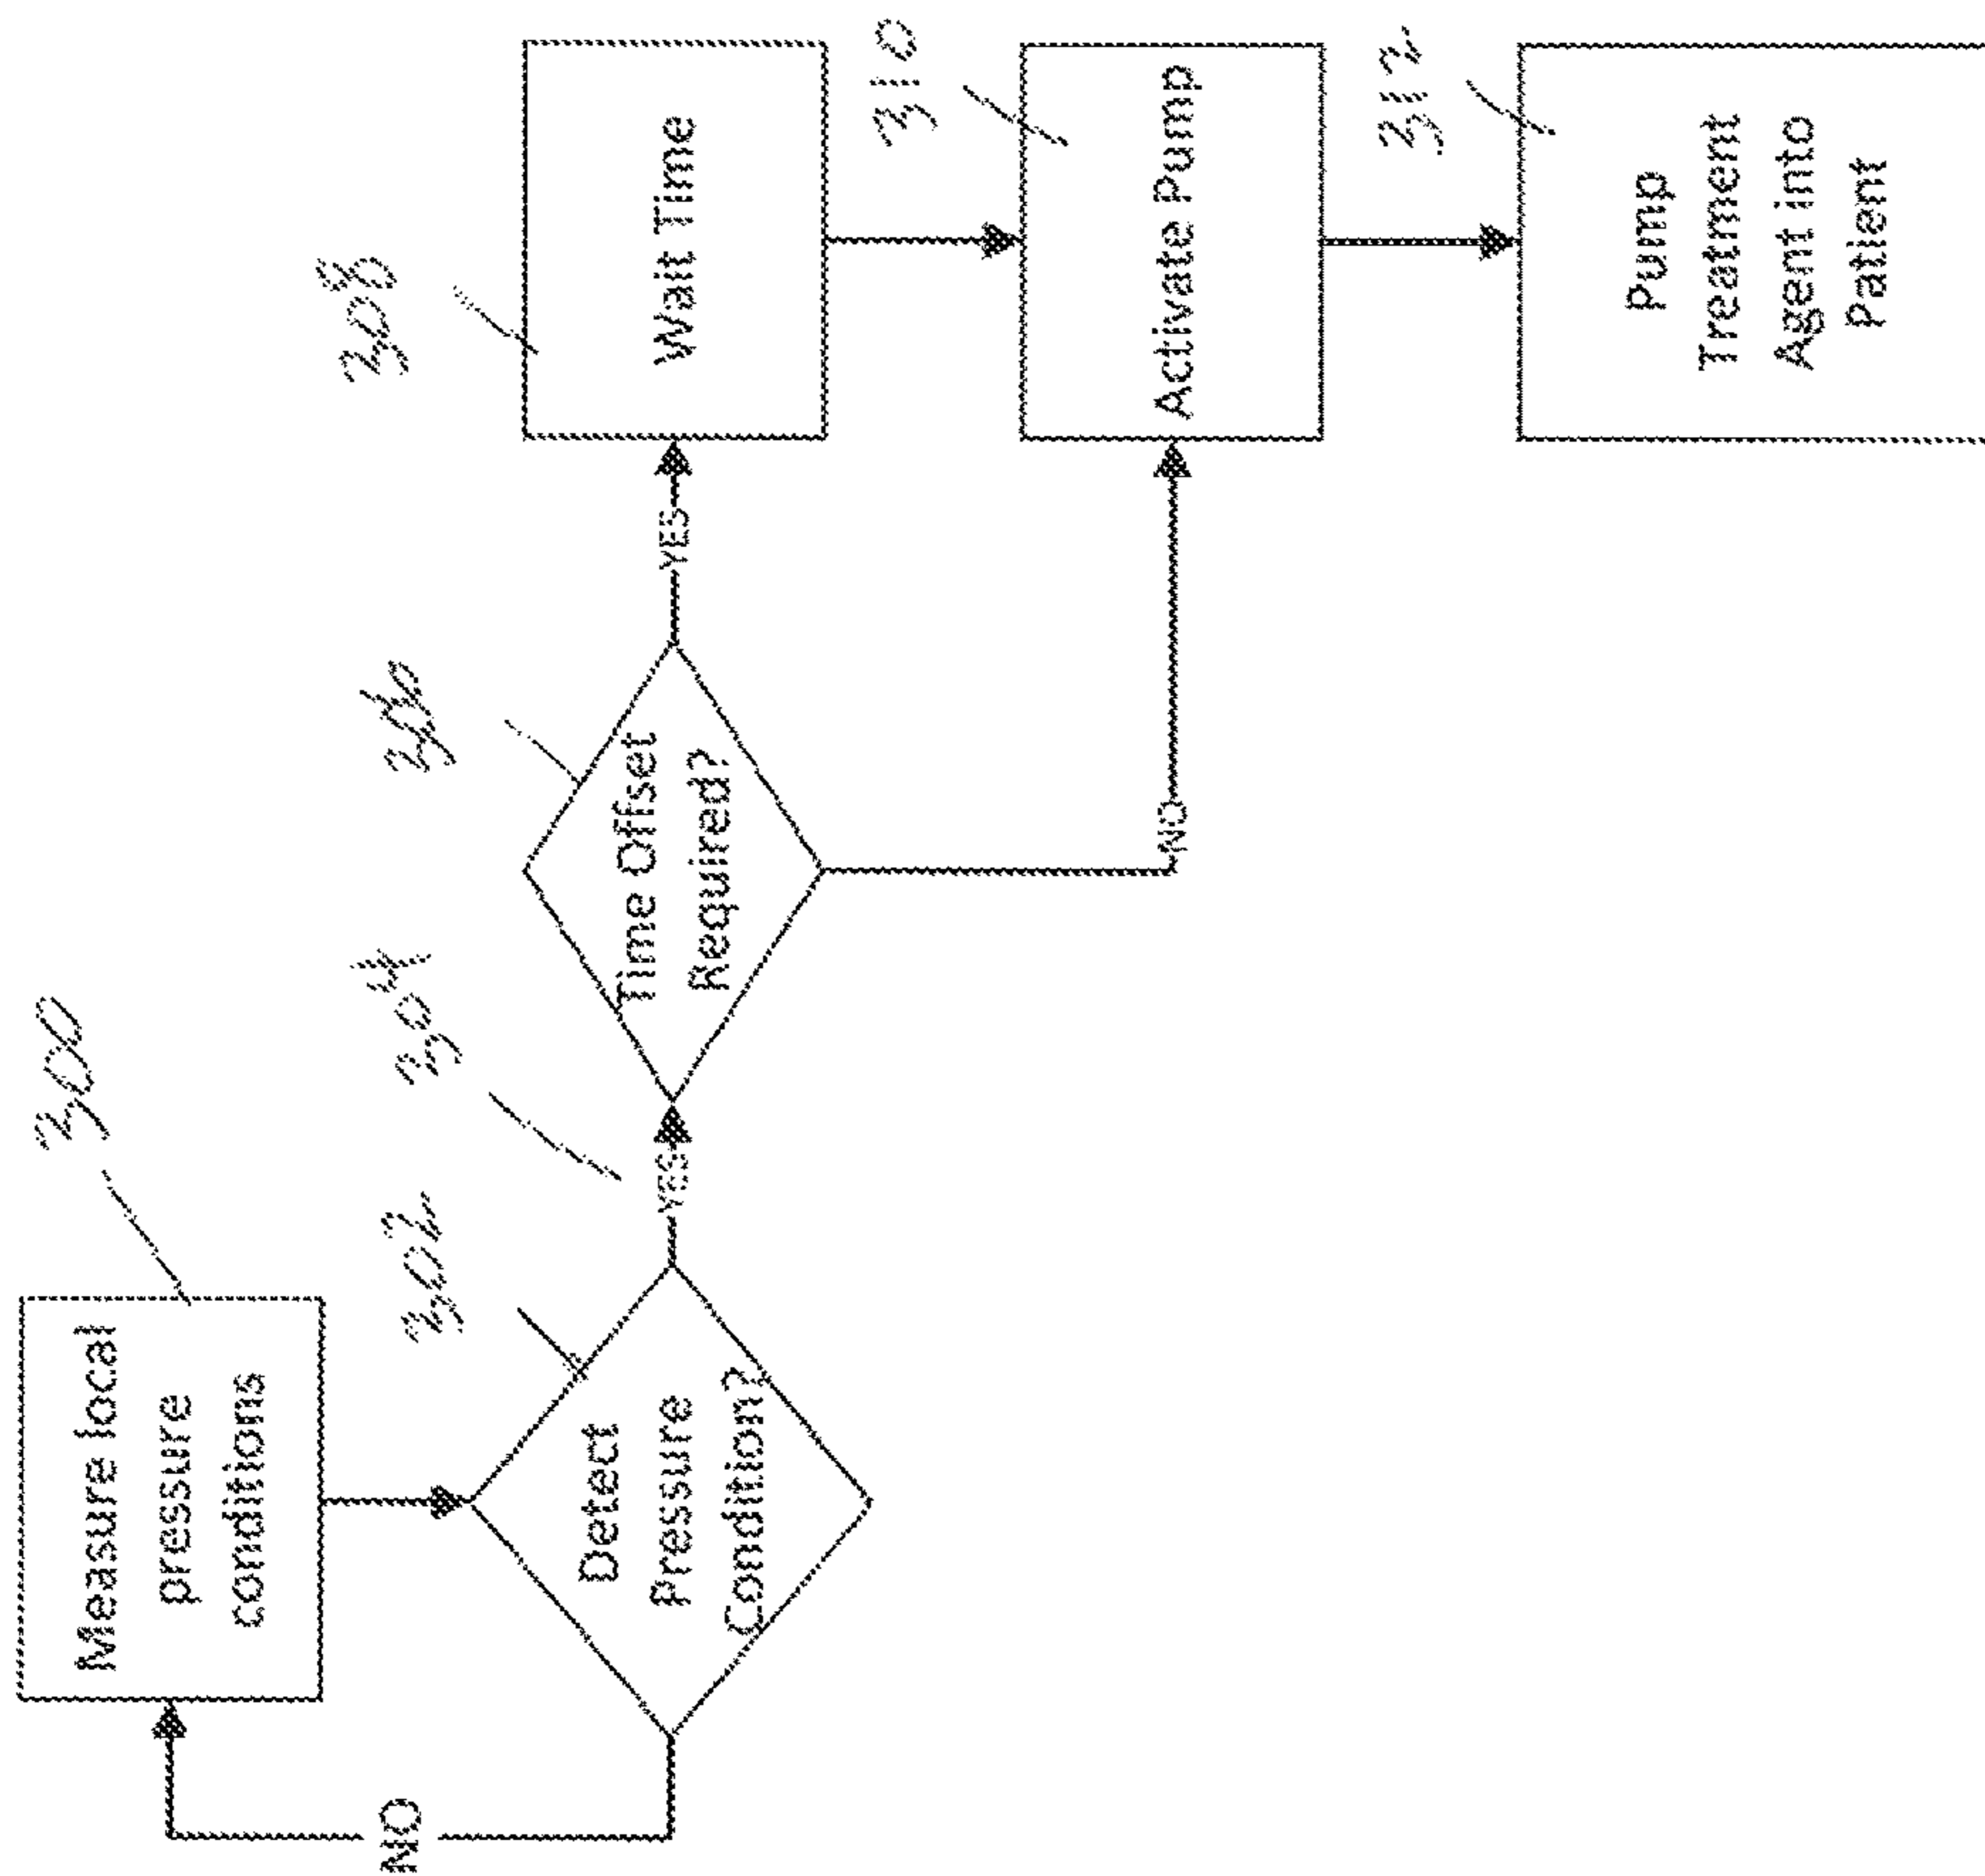 300
Measure local
pressure
conditions
NO
302
Detect
Pressure
Condition?
304
YES
306
Time Offset
Required?
YES
NO
308
Wait Time
310
Activate Pump
312
Pump
Treatment
Agent into
Patient